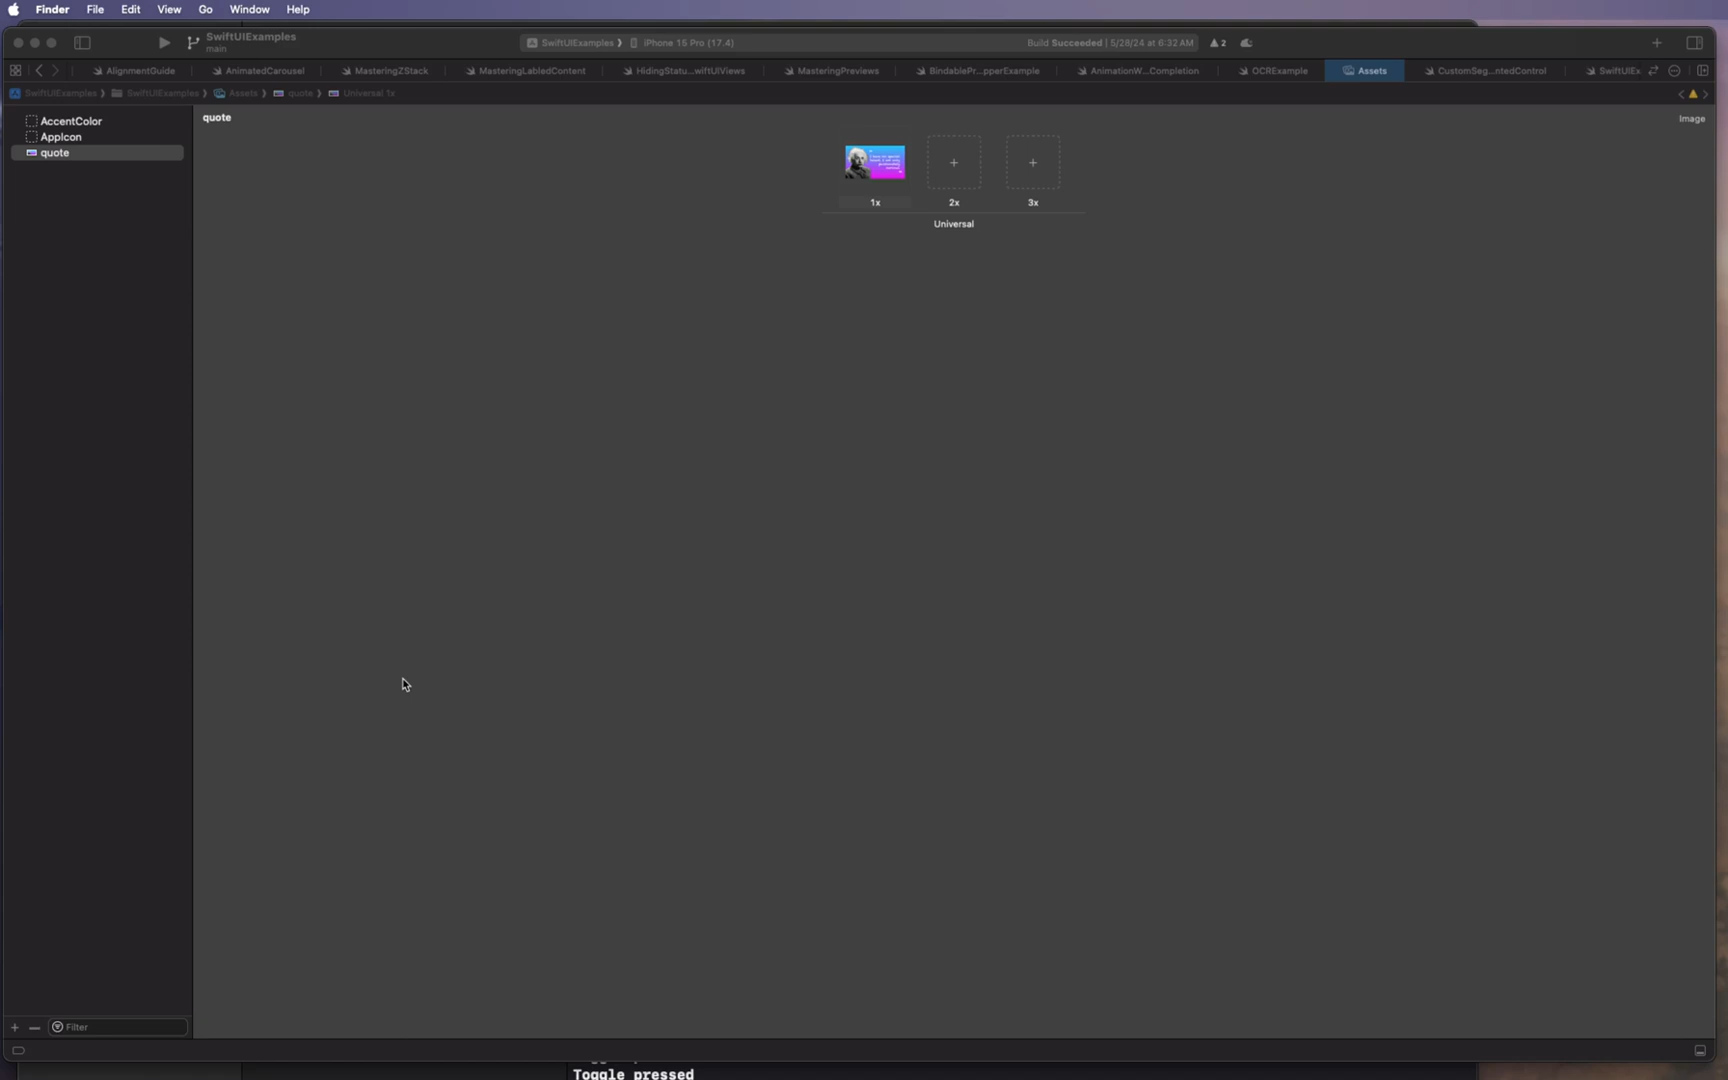 Finder File Edit View Go Window Help
SwiftUIExamples
main
SwiftUIExamples iPhone 15 Pro (17.4) Build Succeeded | 5/28/24 at 6:32 AM 2
AlignmentGuide AnimatedCarousel MasteringZStack MasteringLabledContent HidingStatu...wiftUIViews MasteringPreviews BindablePr...pperExample AnimationW...Completion OCRExample Assets CustomSeg...ntedControl SwiftUIEx
SwiftUIExamples SwiftUIExamples Assets quote Universal 1x
AccentColor
AppIcon
quote
quote
Image
1x 2x 3x
Universal
Filter
Toggle pressed